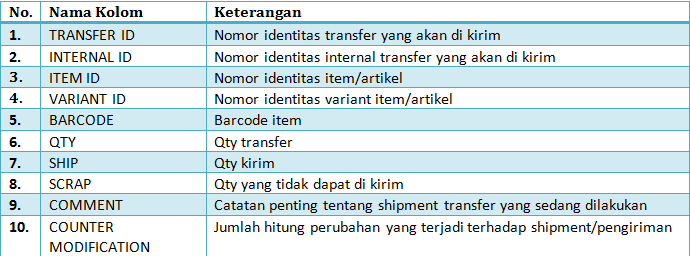 No. Nama Kolom Keterangan
1. TRANSFER ID Nomor identitas transfer yang akan di kirim
2. INTERNAL ID Nomor identitas internal transfer yang akan di kirim
3. ITEM ID Nomor identitas item/artikel
4. VARIANT ID Nomor identitas variant item/artikel
5. BARCODE Barcode item
6. QTY Qty transfer
7. SHIP Qty kirim
8. SCRAP Qty yang tidak dapat di kirim
9. COMMENT Catatan penting tentang shipment transfer yang sedang dilakukan
10. COUNTER Jumlah hitung perubahan yang terjadi terhadap shipment/pengiriman
MODIFICATION